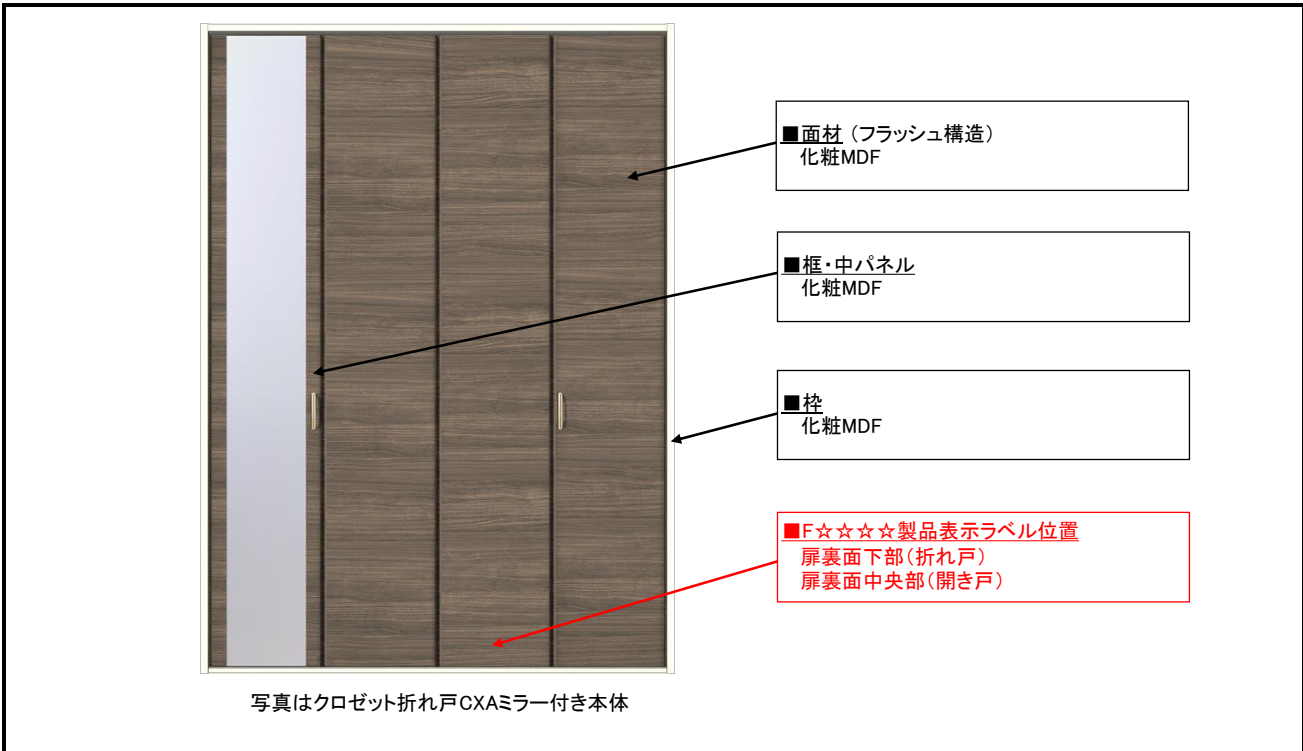 ■面材（フラッシュ構造）
化粧MDF
■框・中パネル
化粧MDF
■枠
化粧MDF
■F☆☆☆☆製品表示ラベル位置
扉裏面下部(折れ戸)
扉裏面中央部(開き戸)
写真はクロゼット折れ戸CXAミラー付き本体